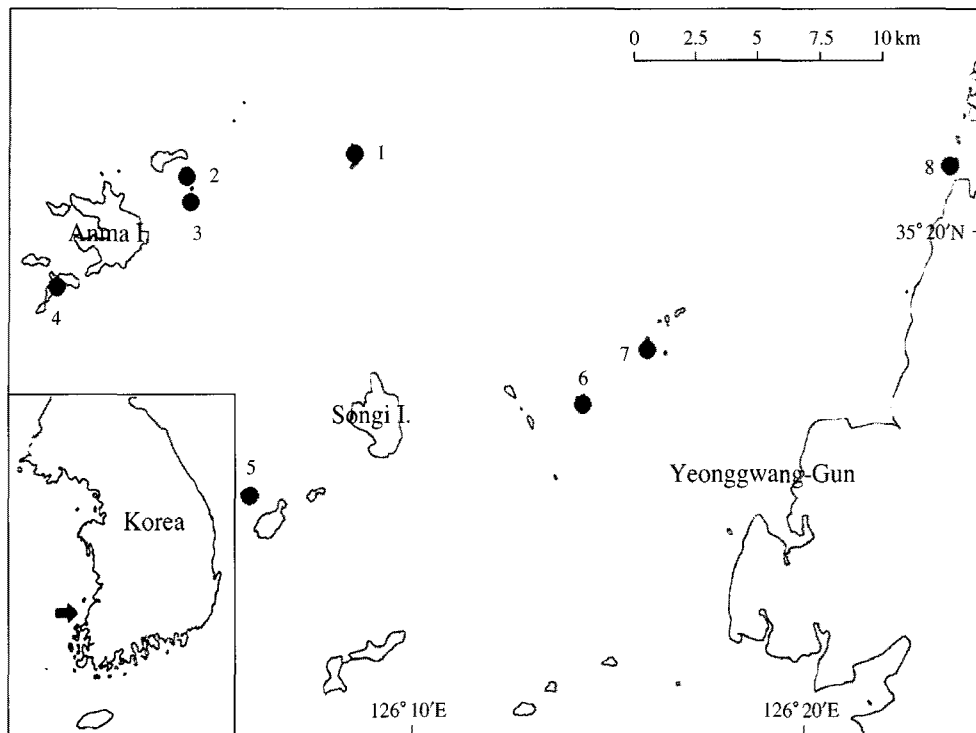 0 2.5 5 7.5 10 km
1
2
3
8
Anma I.
35° 20′N
4
7
6
Songi I.
5
Yeonggwang-Gun
Korea
126° 10′E
126° 20′E